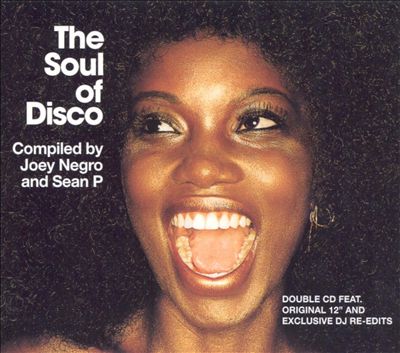 The
Soul
of
Disco
Compiled by
Joey Negro
and Sean P
DOUBLE CD FEAT.
ORIGINAL 12" AND
EXCLUSIVE DJ RE-EDITS